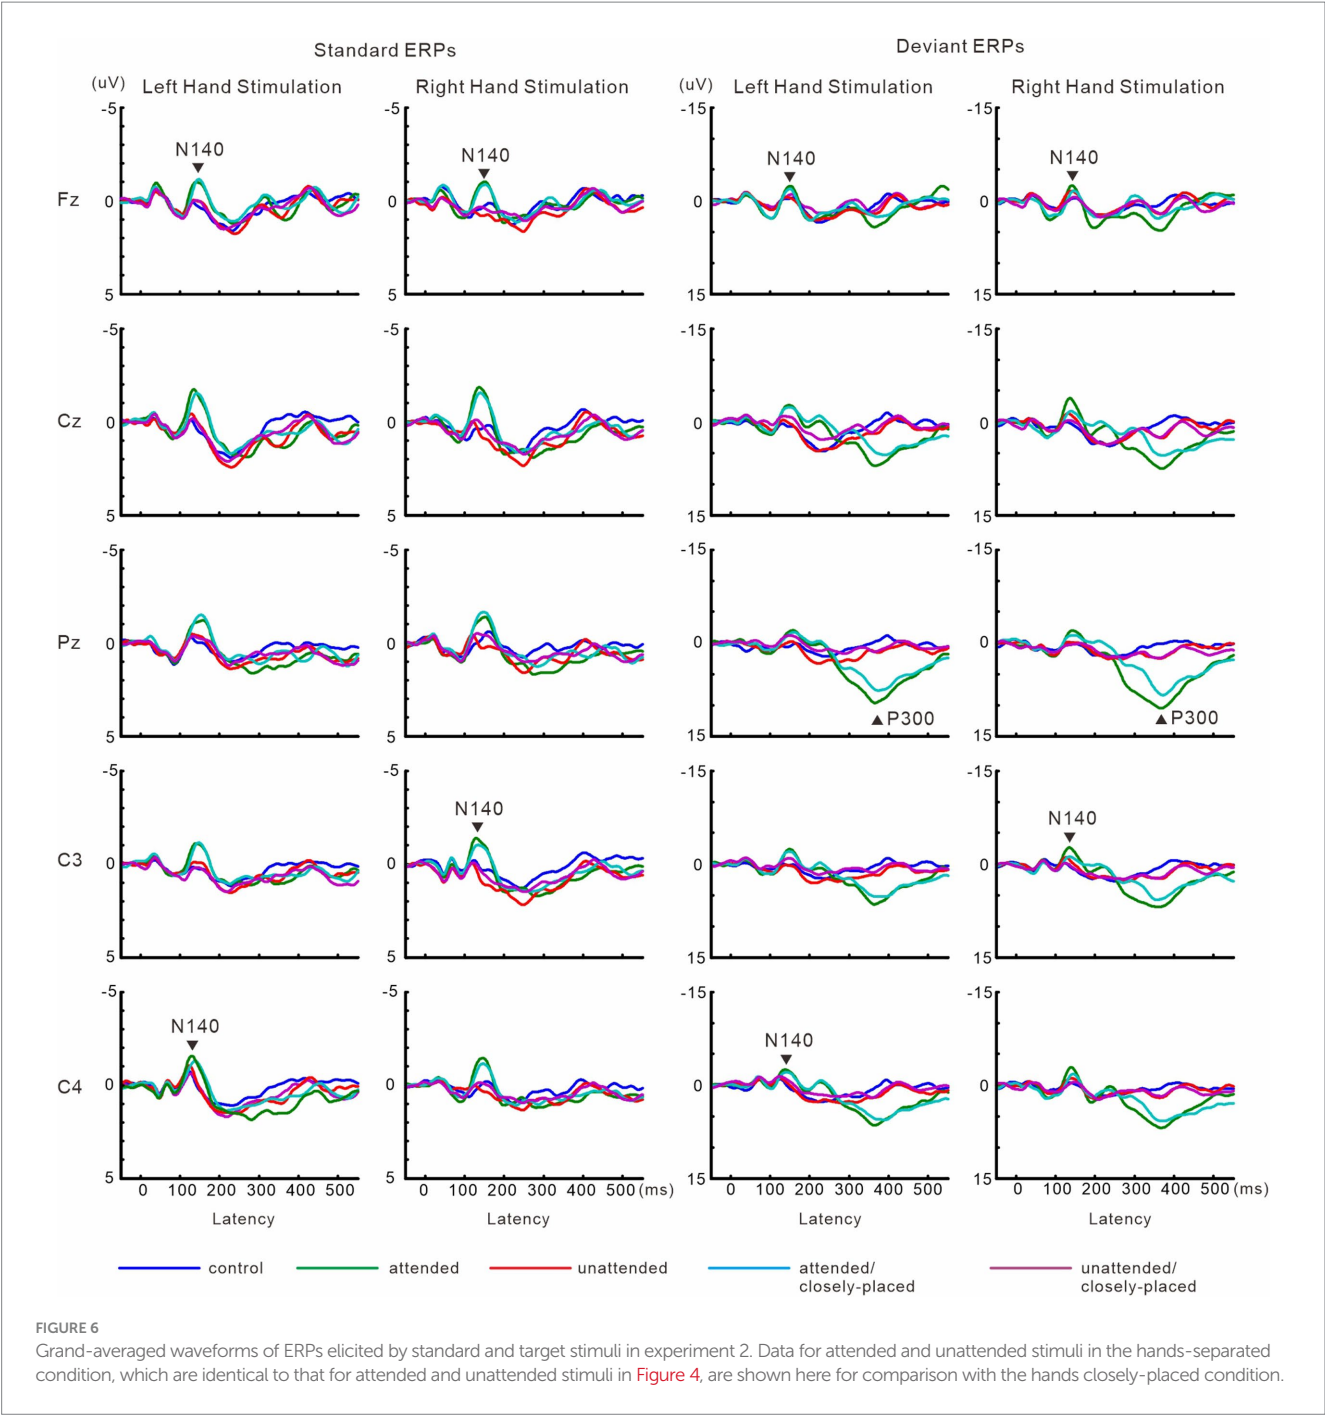 Standard ERPs
Deviant ERPs
(uV) Left Hand Stimulation
Right Hand Stimulation
(uV) Left Hand Stimulation
Right Hand Stimulation
-5
-5
-15
-15
N140
N140
N140
N140
Fz
0
0
0
0
5
5
15
15
-5
-5
-15
-15
Cz
0
0
0
0
5
5
15
15
-5
-5
-15
-15
Pz
0
0
0
0
P300
P300
5
5
15
15
-5
-5
-15
-15
N140
N140
C3
0
0
0
0
5
5
15
15
-5
-5
-15
-15
N140
N140
C4
0
0
0
0
5
5
15
15
0 100 200 300 400 500
0 100 200 300 400 500 (ms)
0 100 200 300 400 500
0 100 200 300 400 500 (ms)
Latency
Latency
Latency
Latency
control
attended
unattended
attended/
closely-placed
unattended/
closely-placed
FIGURE 6
Grand-averaged waveforms of ERPs elicited by standard and target stimuli in experiment 2. Data for attended and unattended stimuli in the hands-separated
condition, which are identical to that for attended and unattended stimuli in Figure 4, are shown here for comparison with the hands closely-placed condition.